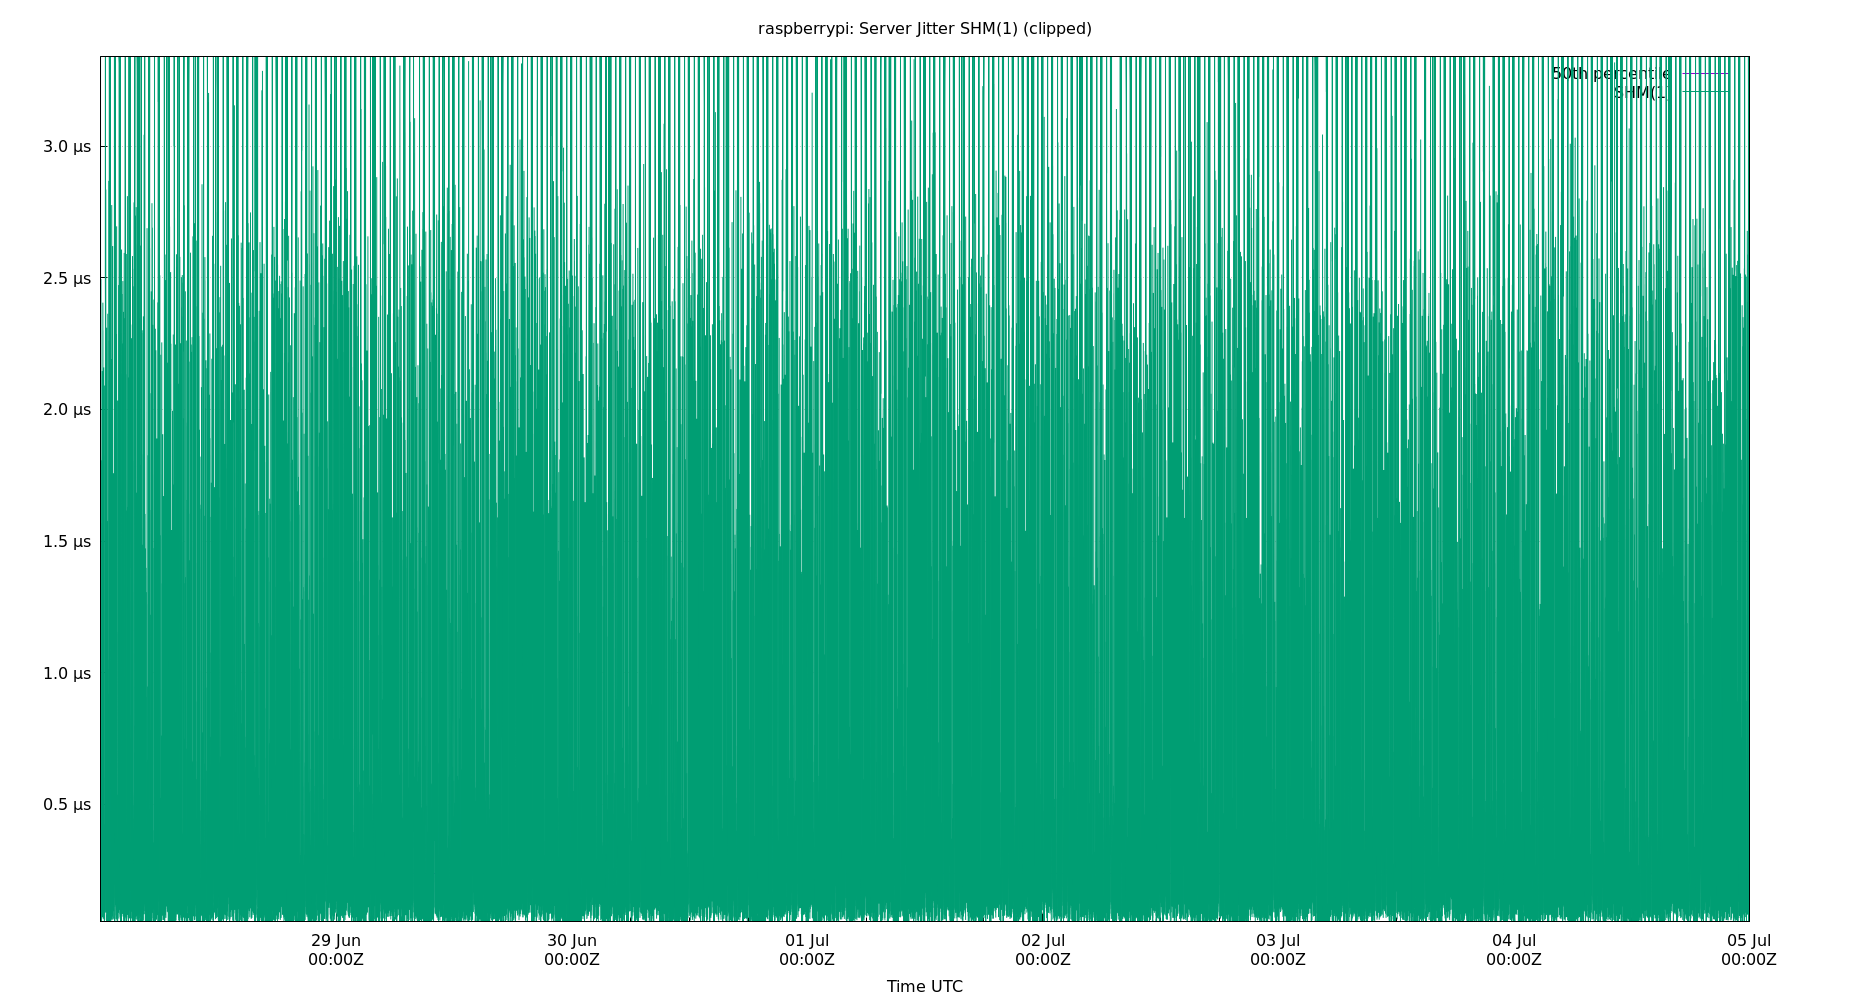 raspberrypi: Server Jitter SHM(1) (clipped)
50th percentile
SHM(1)
3.0 µs
2.5 µs
2.0 µs
1.5 µs
1.0 µs
0.5 µs
29 Jun 30 Jun 01 Jul 02 Jul 03 Jul 04 Jul 05 Jul
00:00Z 00:00Z 00:00Z 00:00Z 00:00Z 00:00Z 00:00Z
Time UTC